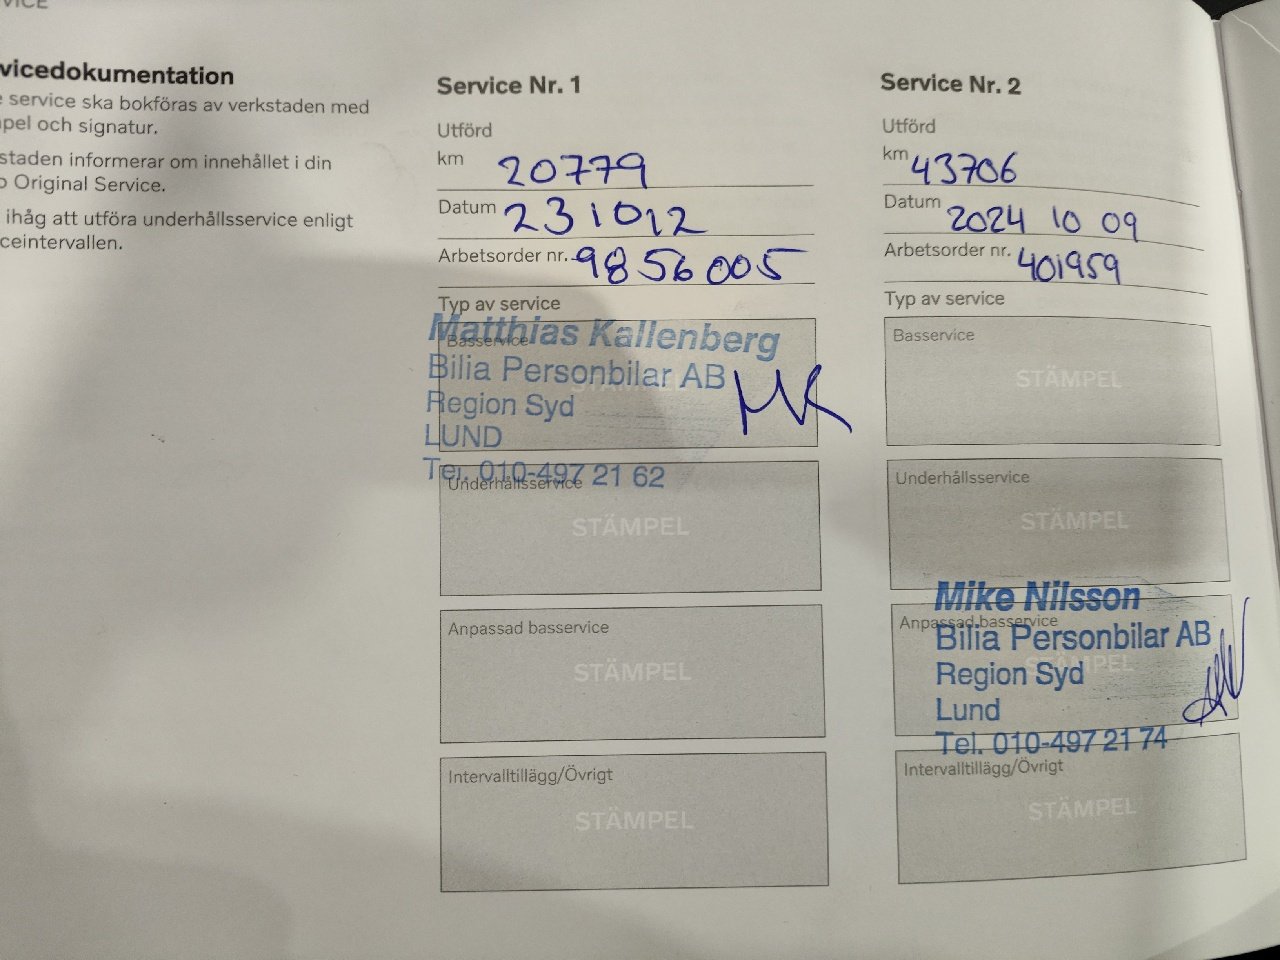 vicedokumentation
service ska bokföras av verkstaden med
pel och signatur.
staden informerar om innehållet i din
Original Service.
ihåg att utföra underhållsservice enligt
ceintervallen.
Service Nr. 1
Utförd
km 20779
Datum 231012
Arbetsorder nr. 9856005
Typ av service
Basservice
Matthias Kallenberg
Bilia Personbilar AB
Region Syd
LUND
Tel. 010-497 21 62
MK
Underhållsservice
STÄMPEL
Anpassad basservice
STÄMPEL
Intervalltillägg/Övrigt
STÄMPEL
Service Nr. 2
Utförd
km 43706
Datum 2024 10 09
Arbetsorder nr. 401959
Typ av service
Basservice
STÄMPEL
Underhållsservice
STÄMPEL
Anpassad basservice
STÄMPEL
Mike Nilsson
Bilia Personbilar AB
Region Syd
Lund
Tel. 010-497 21 74
Intervalltillägg/Övrigt
STÄMPEL